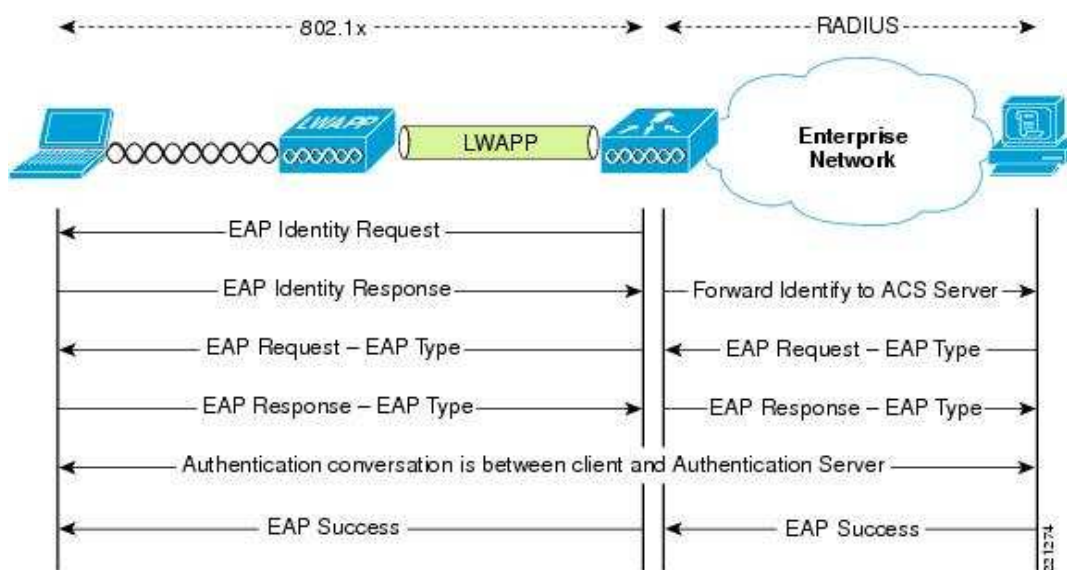 802.1x
RADIUS
LWAPP
LWAPP
Enterprise
Network
EAP Identity Request
EAP Identity Response
Forward Identify to ACS Server
EAP Request – EAP Type
EAP Request – EAP Type
EAP Response – EAP Type
EAP Response – EAP Type
Authentication conversation is between client and Authentication Server
EAP Success
EAP Success
221274